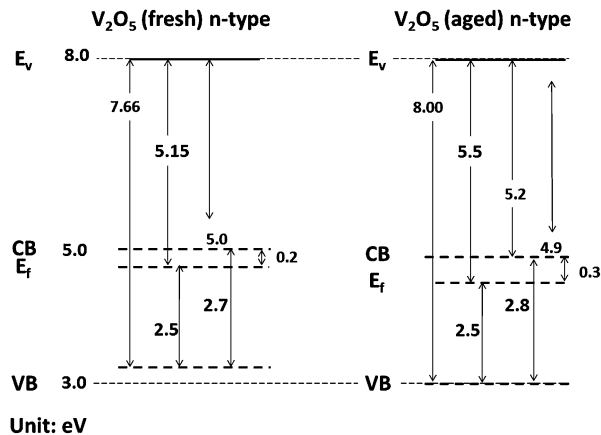 V₂O₅ (fresh) n-type
V₂O₅ (aged) n-type
Eᵥ 8.0
Eᵥ
7.66
8.00
5.15
5.5
5.2
5.0
4.9
CB 5.0
CB
0.2
0.3
E_f
E_f
2.7
2.8
2.5
2.5
VB 3.0
VB
Unit: eV